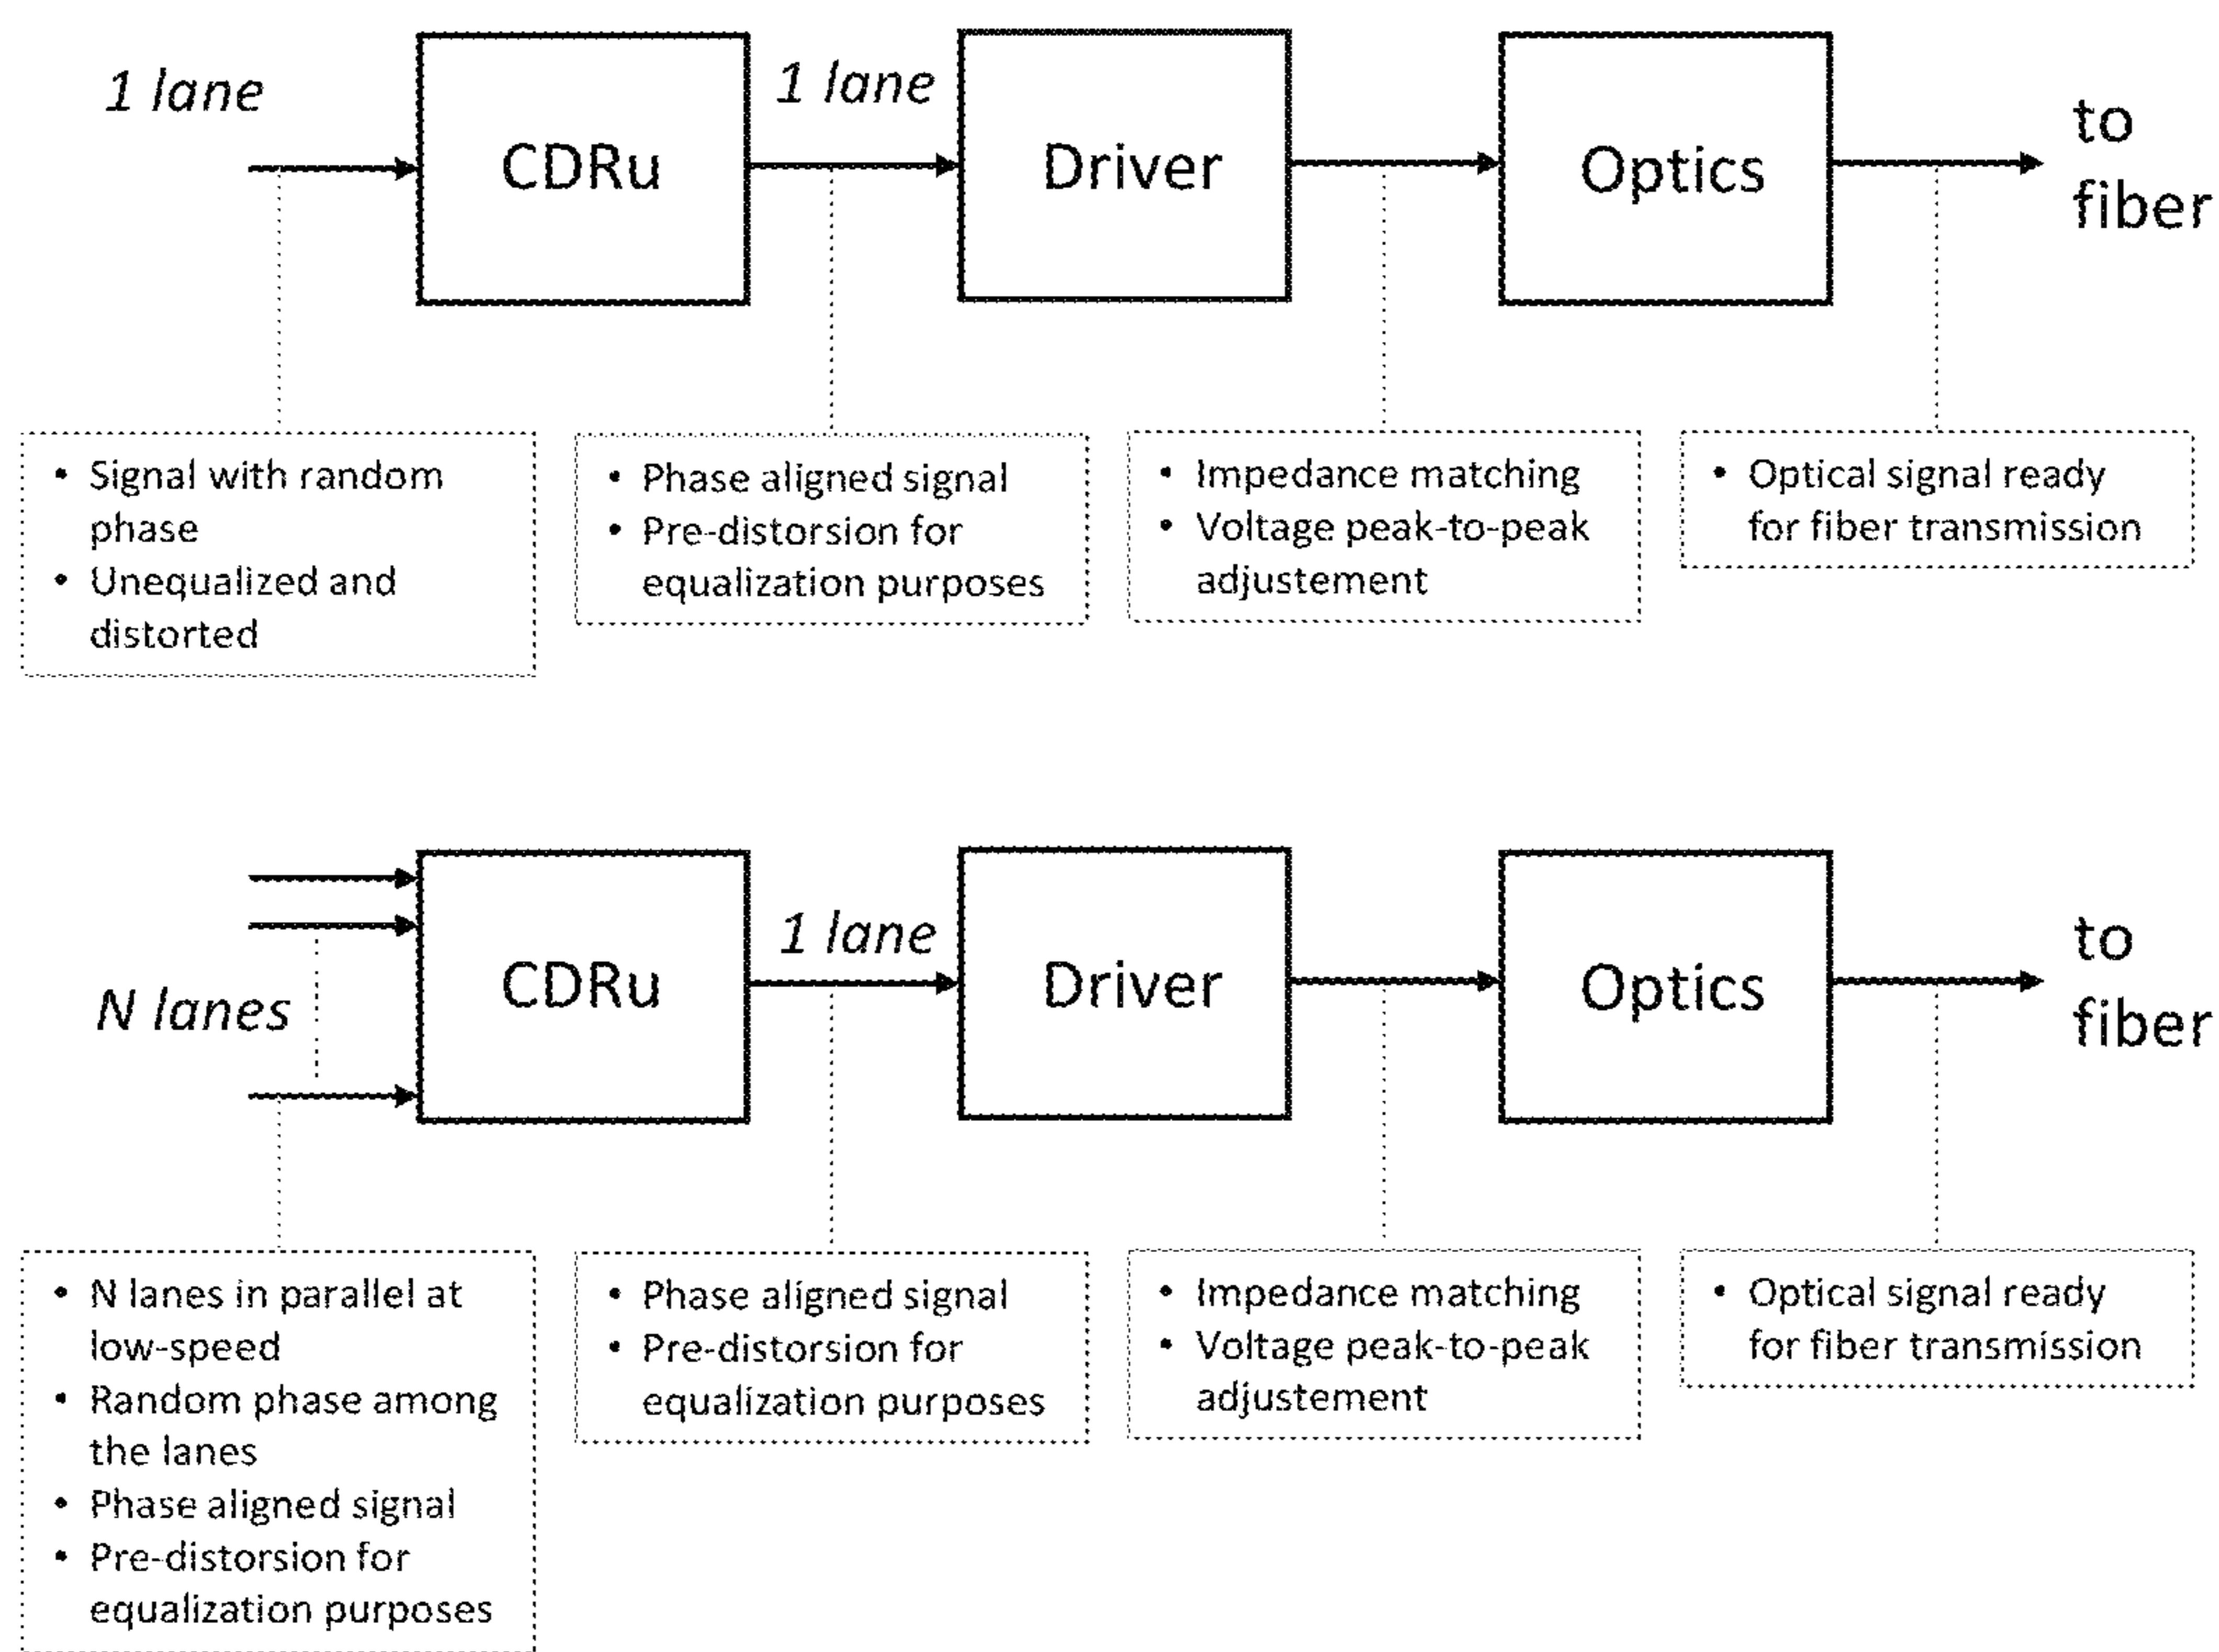 1 lane
CDRu
1 lane
Driver
Optics
to
fiber
• Signal with random
phase
• Unequalized and
distorted
• Phase aligned signal
• Pre-distorsion for
equalization purposes
• Impedance matching
• Voltage peak-to-peak
adjustement
• Optical signal ready
for fiber transmission
N lanes
CDRu
1 lane
Driver
Optics
to
fiber
• N lanes in parallel at
low-speed
• Random phase among
the lanes
• Phase aligned signal
• Pre-distorsion for
equalization purposes
• Phase aligned signal
• Pre-distorsion for
equalization purposes
• Impedance matching
• Voltage peak-to-peak
adjustement
• Optical signal ready
for fiber transmission